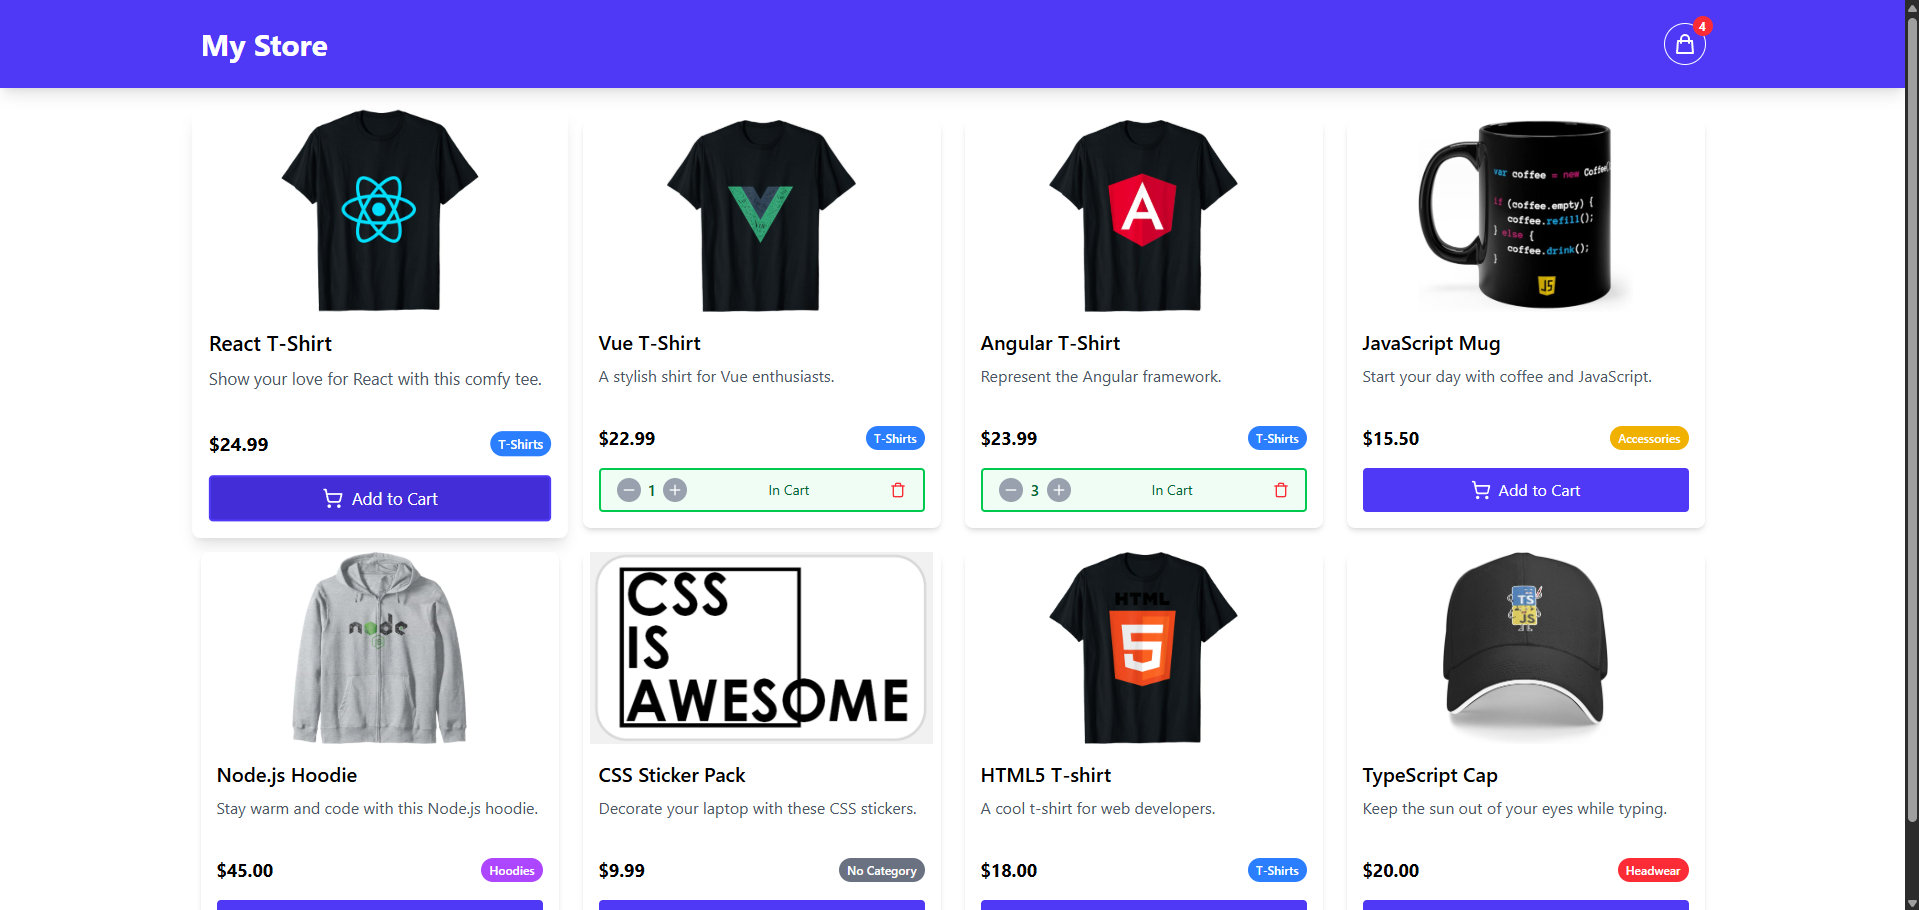 My Store
4
React T-Shirt
Show your love for React with this comfy tee.
$24.99
T-Shirts
Add to Cart
Vue
Vue T-Shirt
A stylish shirt for Vue enthusiasts.
$22.99
T-Shirts
1
In Cart
A
Angular T-Shirt
Represent the Angular framework.
$23.99
T-Shirts
3
In Cart
var coffee = new Coffee(
if (coffee.empty) {
coffee.refill();
} else {
coffee.drink();
}
JS
JavaScript Mug
Start your day with coffee and JavaScript.
$15.50
Accessories
Add to Cart
node
Node.js Hoodie
Stay warm and code with this Node.js hoodie.
$45.00
Hoodies
CSS
IS
AWESOME
CSS Sticker Pack
Decorate your laptop with these CSS stickers.
$9.99
No Category
HTML
5
HTML5 T-shirt
A cool t-shirt for web developers.
$18.00
T-Shirts
TS
JS
TypeScript Cap
Keep the sun out of your eyes while typing.
$20.00
Headwear